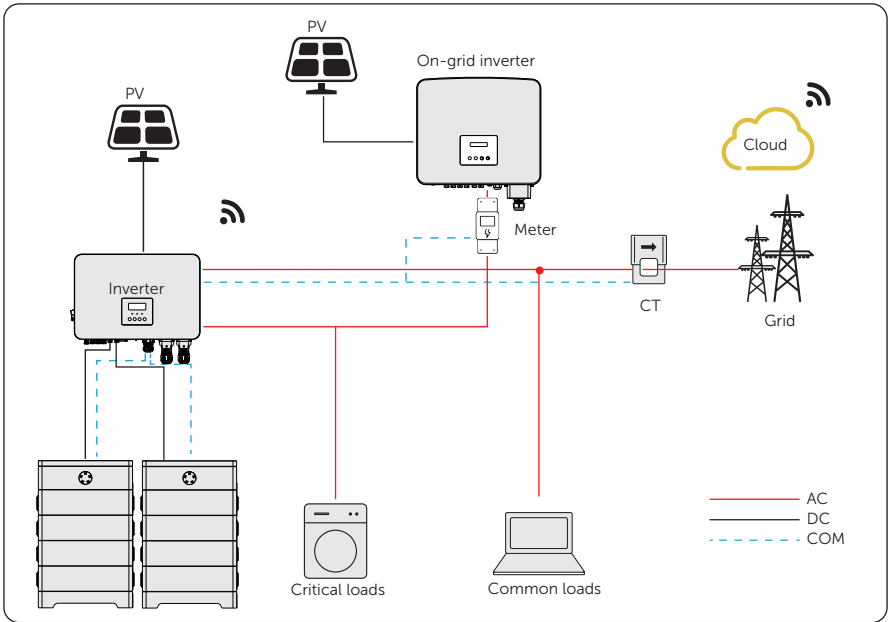 PV
On-grid inverter
PV
Cloud
Meter
Inverter
CT
Grid
AC
DC
COM
Critical loads
Common loads